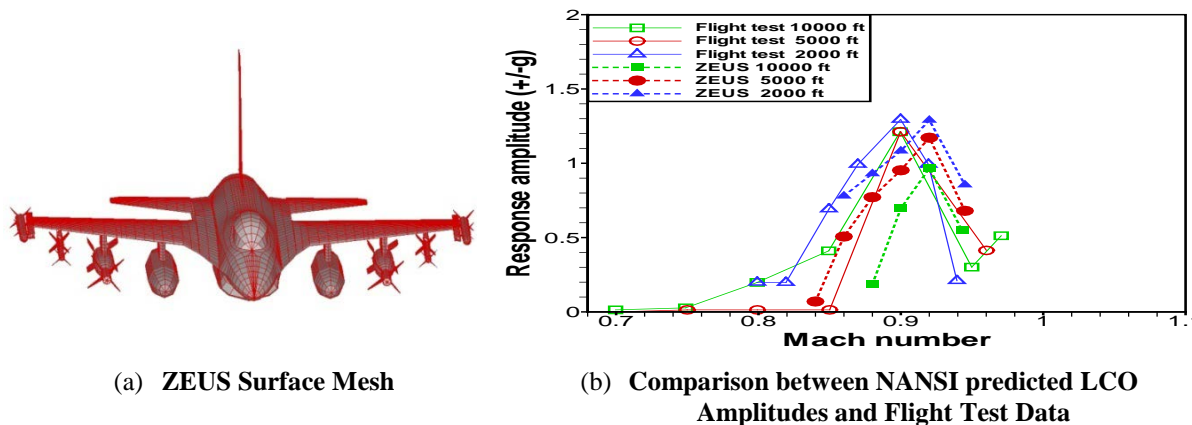 2
1.5
1
0.5
0
Response amplitude (+/-g)
Flight test 10000 ft
Flight test 5000 ft
Flight test 2000 ft
ZEUS 10000 ft
ZEUS 5000 ft
ZEUS 2000 ft
0.7 0.8 0.9 1 1.1
Mach number
(a) ZEUS Surface Mesh
(b) Comparison between NANSI predicted LCO
Amplitudes and Flight Test Data